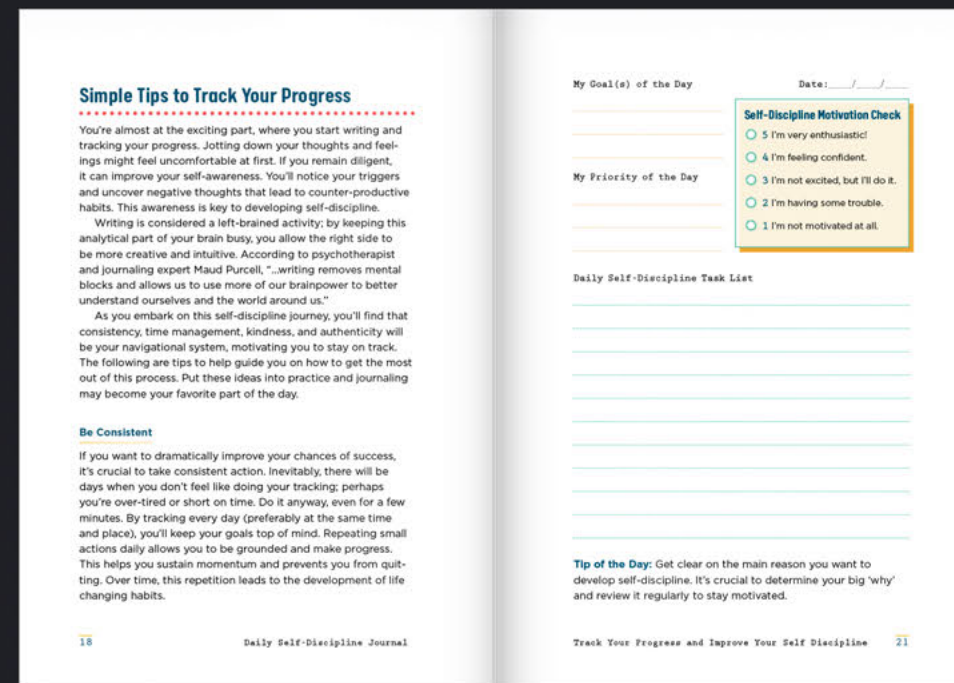 Simple Tips to Track Your Progress
You're almost at the exciting part, where you start writing and
tracking your progress. Jotting down your thoughts and feel-
ings might feel uncomfortable at first. If you remain diligent,
it can improve your self-awareness. You'll notice your triggers
and uncover negative thoughts that lead to counter-productive
habits. This awareness is key to developing self-discipline.
Writing is considered a left-brained activity; by keeping this
analytical part of your brain busy, you allow the right side to
be more creative and intuitive. According to psychotherapist
and journaling expert Maud Purcell, "...writing removes mental
blocks and allows us to use more of our brainpower to better
understand ourselves and the world around us."
As you embark on this self-discipline journey, you'll find that
consistency, time management, kindness, and authenticity will
be your navigational system, motivating you to stay on track.
The following are tips to help guide you on how to get the most
out of this process. Put these ideas into practice and journaling
may become your favorite part of the day.
Be Consistent
If you want to dramatically improve your chances of success,
it's crucial to take consistent action. Inevitably, there will be
days when you don't feel like doing your tracking; perhaps
you're over-tired or short on time. Do it anyway, even for a few
minutes. By tracking every day (preferably at the same time
and place), you'll keep your goals top of mind. Repeating small
actions daily allows you to be grounded and make progress.
This helps you sustain momentum and prevents you from quit-
ting. Over time, this repetition leads to the development of life
changing habits.
18 Daily Self-Discipline Journal
My Goal(s) of the Day Date:___/___/___
Self-Discipline Motivation Check
5 I'm very enthusiastic!
4 I'm feeling confident.
3 I'm not excited, but I'll do it.
2 I'm having some trouble.
1 I'm not motivated at all.
My Priority of the Day
Daily Self-Discipline Task List
Tip of the Day: Get clear on the main reason you want to
develop self-discipline. It's crucial to determine your big 'why'
and review it regularly to stay motivated.
Track Your Progress and Improve Your Self Discipline 21